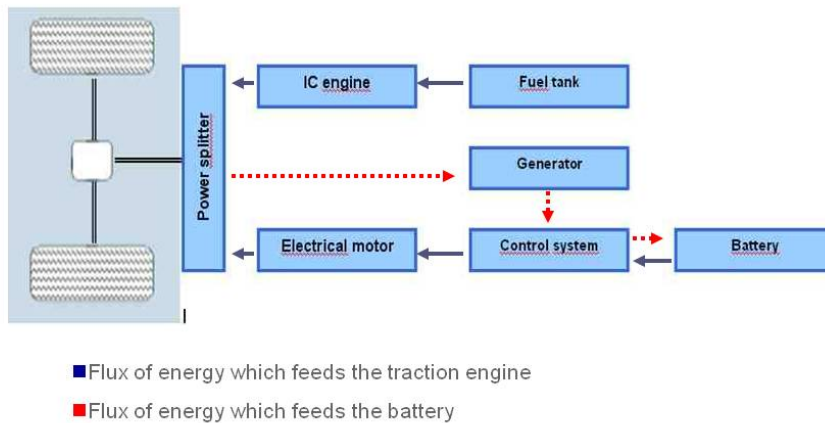 IC engine
Fuel tank
Power splitter
Generator
Electrical motor
Control system
Battery
Flux of energy which feeds the traction engine
Flux of energy which feeds the battery